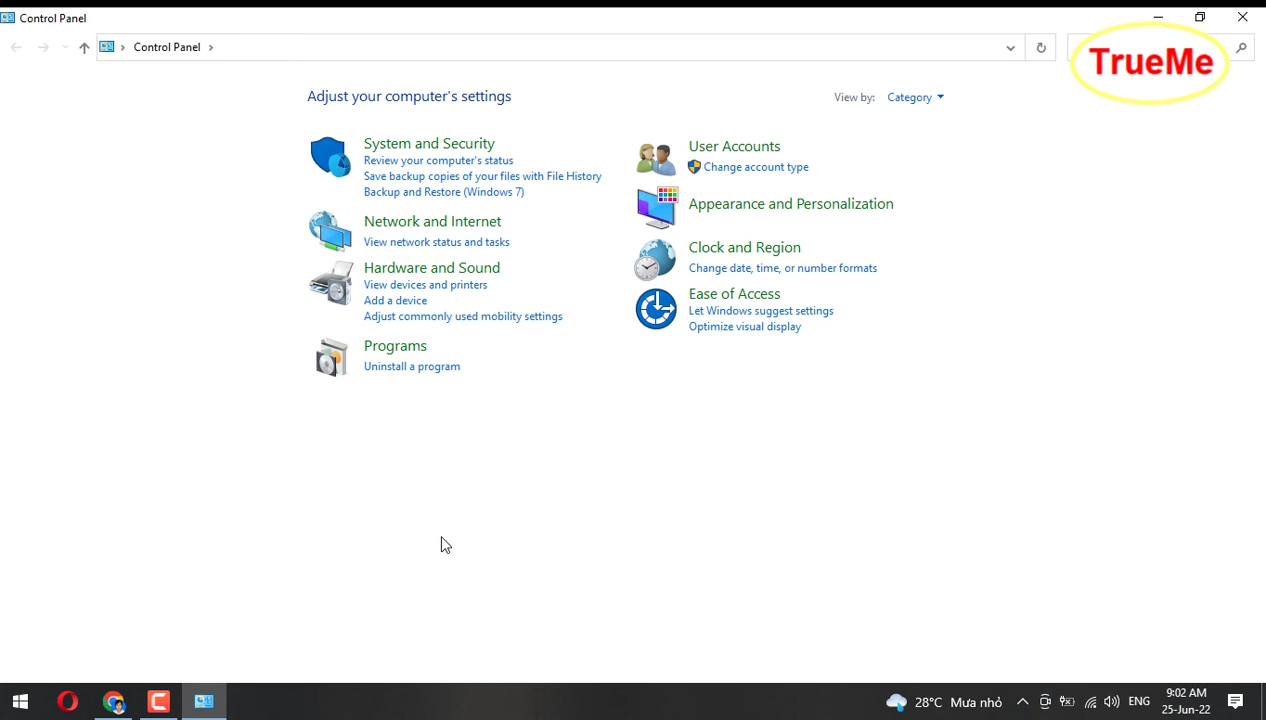 Control Panel
Control Panel
TrueMe
Adjust your computer's settings
View by: Category
System and Security
Review your computer's status
Save backup copies of your files with File History
Backup and Restore (Windows 7)
Network and Internet
View network status and tasks
Hardware and Sound
View devices and printers
Add a device
Adjust commonly used mobility settings
Programs
Uninstall a program
User Accounts
Change account type
Appearance and Personalization
Clock and Region
Change date, time, or number formats
Ease of Access
Let Windows suggest settings
Optimize visual display
28°C Mưa nhỏ
ENG
9:02 AM
25-Jun-22